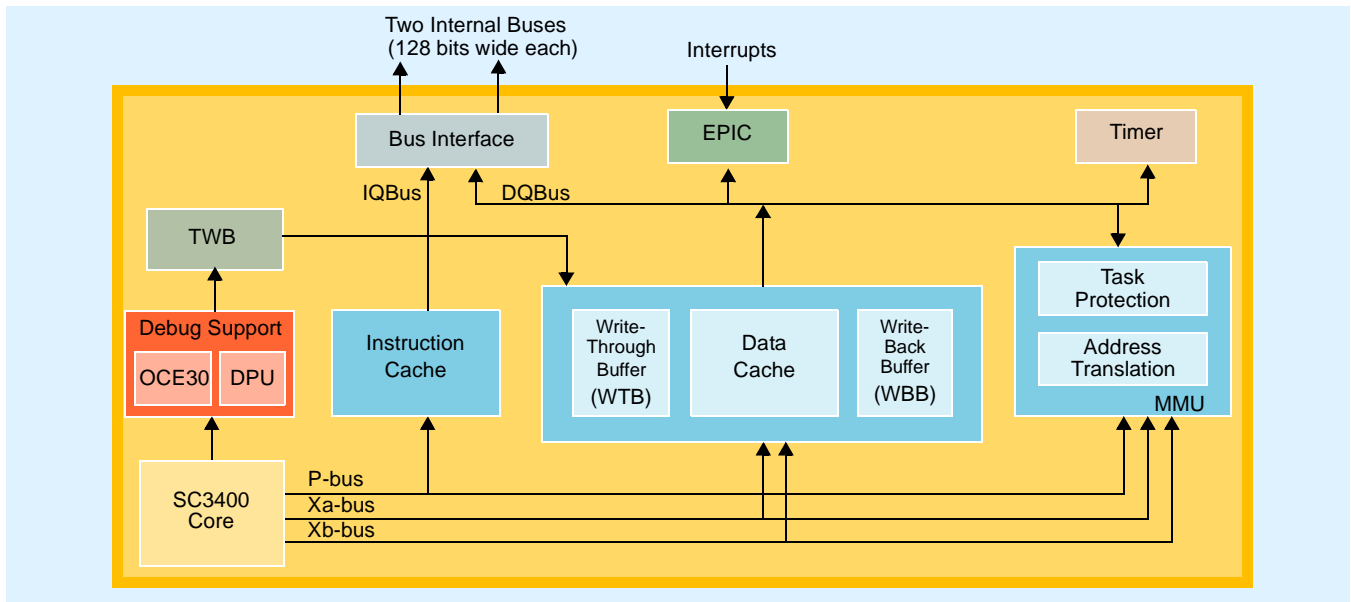 Two Internal Buses
(128 bits wide each)
Interrupts
Bus Interface
EPIC
Timer
IQBus
DQBus
TWB
Task
Protection
Address
Translation
MMU
Debug Support
OCE30
DPU
Instruction
Cache
Write-
Through
Buffer
(WTB)
Data
Cache
Write-
Back
Buffer
(WBB)
SC3400
Core
P-bus
Xa-bus
Xb-bus